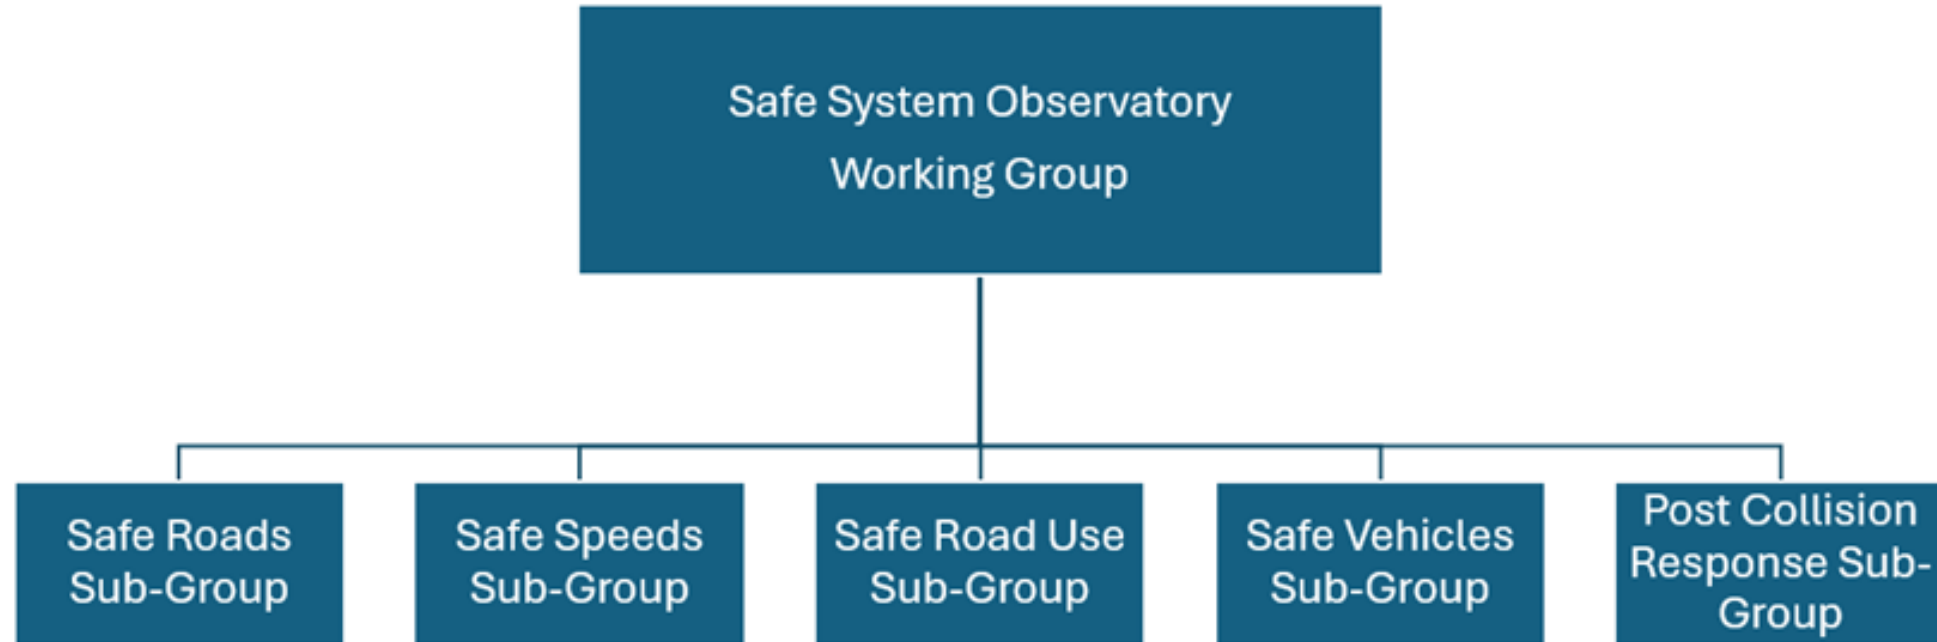 Safe System Observatory
Working Group
Safe Roads
Sub-Group
Safe Speeds
Sub-Group
Safe Road Use
Sub-Group
Safe Vehicles
Sub-Group
Post Collision
Response Sub-
Group